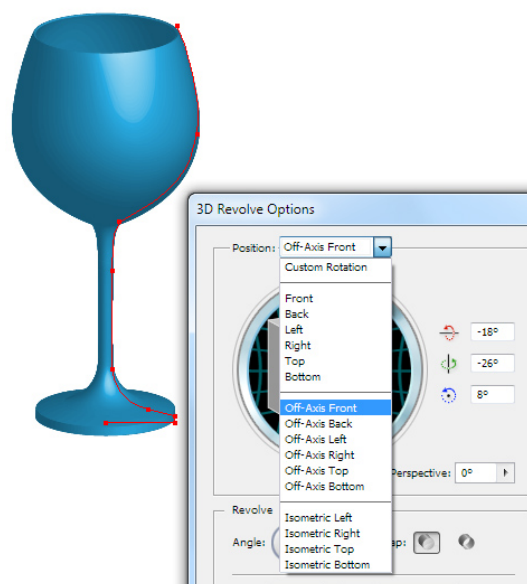 3D Revolve Options
Position: Off-Axis Front
Custom Rotation
Front
Back
Left
Right
Top
Bottom
Off-Axis Front
Off-Axis Back
Off-Axis Left
Off-Axis Right
Off-Axis Top
Off-Axis Bottom
Isometric Left
Isometric Right
Isometric Top
Isometric Bottom
-18°
-26°
8°
Perspective: 0°
Revolve
Angle: